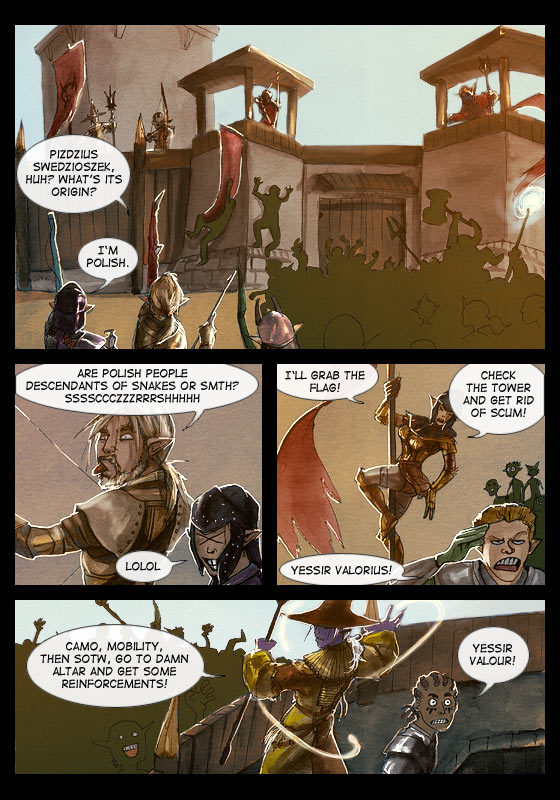 PIZDZIUS
SWEDZIOSZEK,
HUH? WHAT'S ITS
ORIGIN?
I'M
POLISH.
ARE POLISH PEOPLE
DESCENDANTS OF SNAKES OR SMTH?
SSSSCCCZZZRRRSHHHHH
LOLOL
I'LL GRAB THE
FLAG!
CHECK
THE TOWER
AND GET RID
OF SCUM!
YESSIR VALORIUS!
CAMO, MOBILITY,
THEN SOTW, GO TO DAMN
ALTAR AND GET SOME
REINFORCEMENTS!
YESSIR
VALOUR!